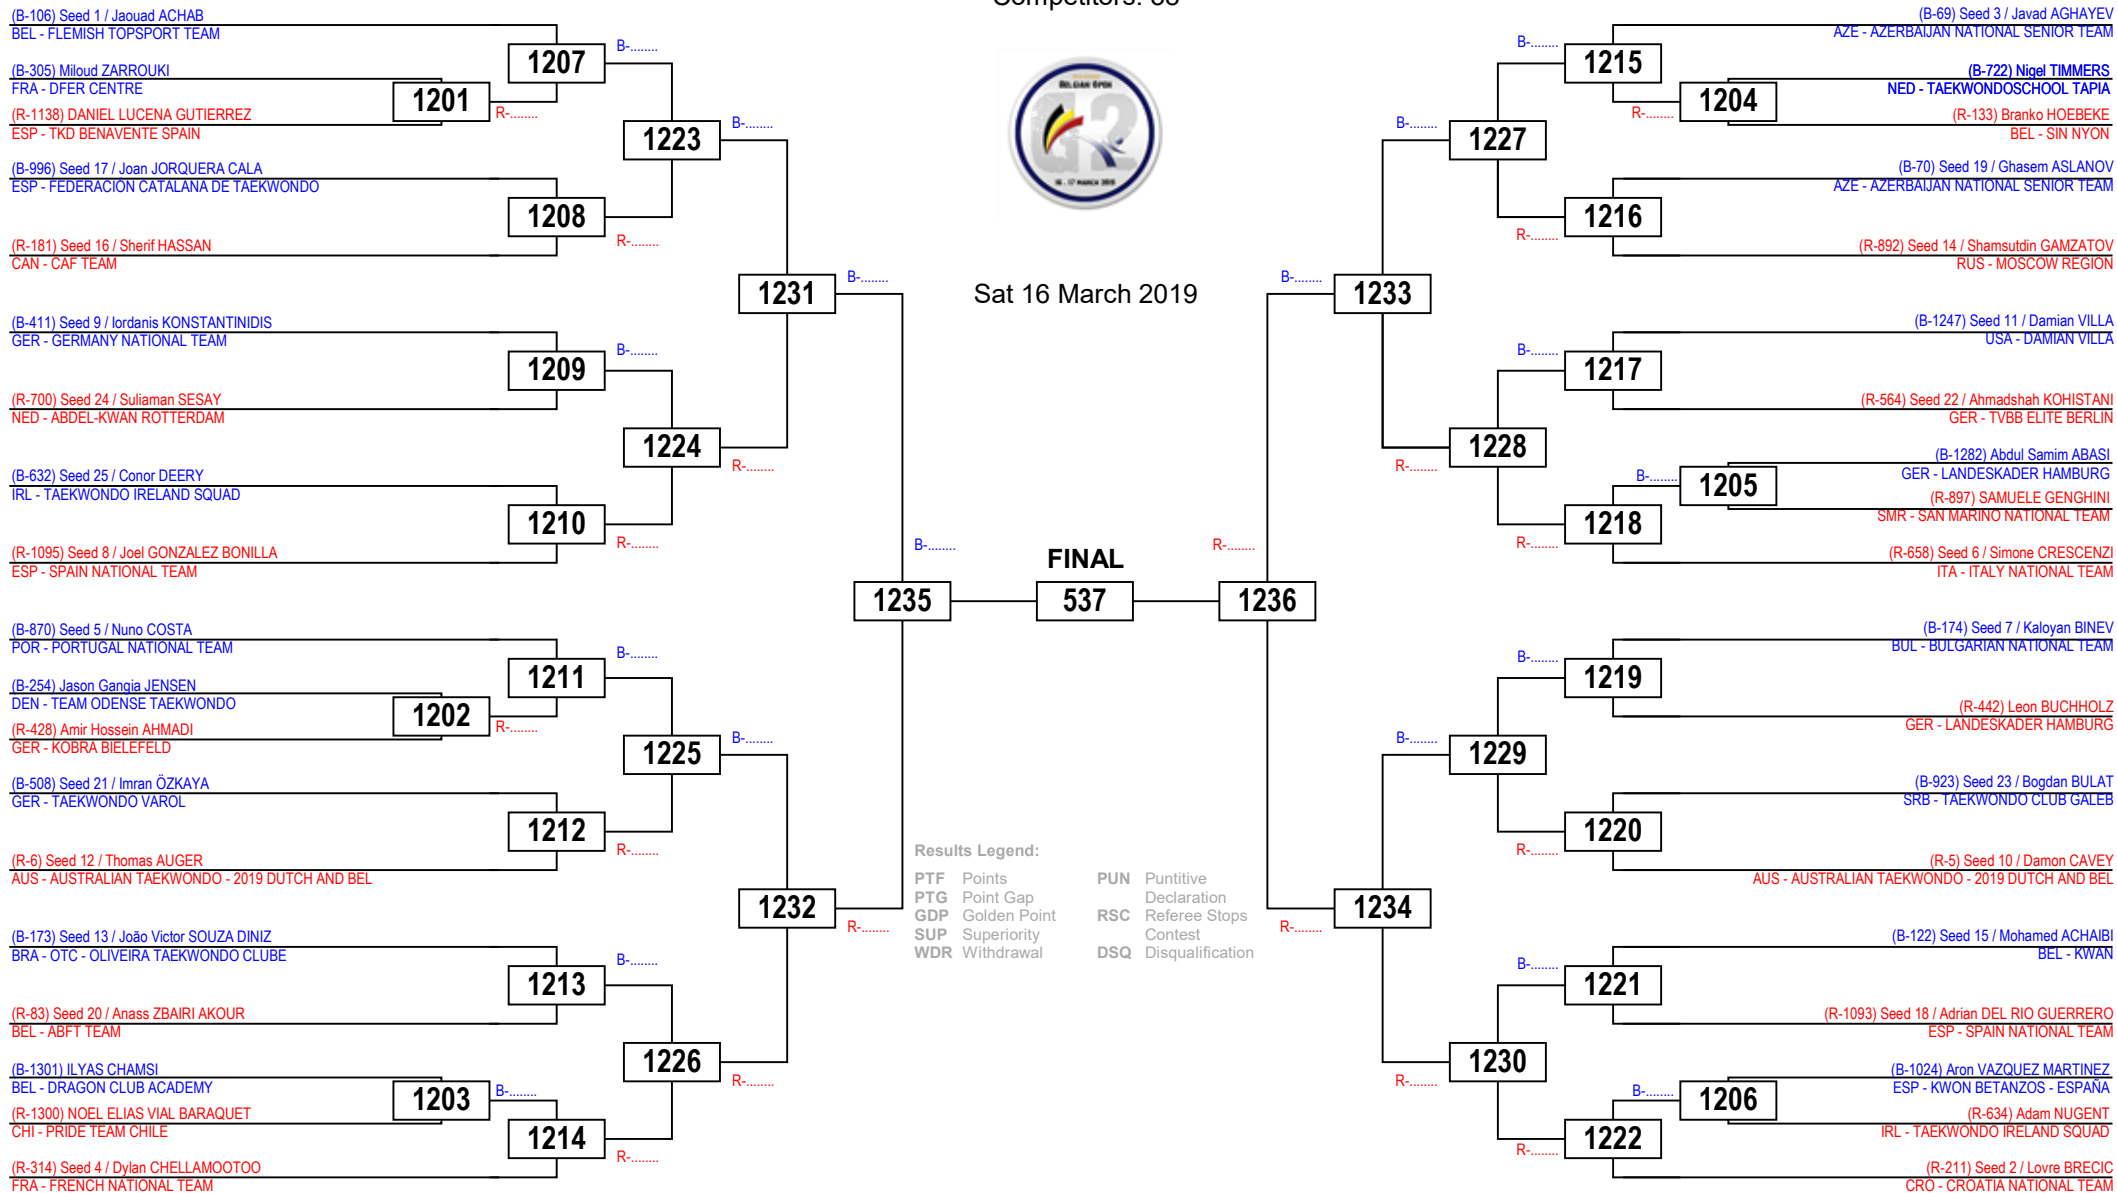 Competitors: 38
(B-106) Seed 1 / Jaouad ACHAB
BEL - FLEMISH TOPSPORT TEAM
1207
B-........
(B-305) Miloud ZARROUKI
FRA - DFER CENTRE
1201
R-........
(R-1138) DANIEL LUCENA GUTIERREZ
ESP - TKD BENAVENTE SPAIN
1223
B-........
(B-996) Seed 17 / Joan JORQUERA CALA
ESP - FEDERACIÓN CATALANA DE TAEKWONDO
1208
R-........
(R-181) Seed 16 / Sherif HASSAN
CAN - CAF TEAM
1231
B-........
(B-411) Seed 9 / Iordanis KONSTANTINIDIS
GER - GERMANY NATIONAL TEAM
1209
B-........
(R-700) Seed 24 / Suliaman SESAY
NED - ABDEL-KWAN ROTTERDAM
1224
R-........
(B-632) Seed 25 / Conor DEERY
IRL - TAEKWONDO IRELAND SQUAD
1210
R-........
(R-1095) Seed 8 / Joel GONZALEZ BONILLA
ESP - SPAIN NATIONAL TEAM
B-........
1235
(B-870) Seed 5 / Nuno COSTA
POR - PORTUGAL NATIONAL TEAM
1211
B-........
(B-254) Jason Gangia JENSEN
DEN - TEAM ODENSE TAEKWONDO
1202
R-........
(R-428) Amir Hossein AHMADI
GER - KOBRA BIELEFELD
1225
B-........
(B-508) Seed 21 / Imran ÖZKAYA
GER - TAEKWONDO VAROL
1212
R-........
(R-6) Seed 12 / Thomas AUGER
AUS - AUSTRALIAN TAEKWONDO - 2019 DUTCH AND BEL
1232
R-........
(B-173) Seed 13 / João Victor SOUZA DINIZ
BRA - OTC - OLIVEIRA TAEKWONDO CLUBE
1213
B-........
(R-83) Seed 20 / Anass ZBAIRI AKOUR
BEL - ABFT TEAM
1226
R-........
(B-1301) ILYAS CHAMSI
BEL - DRAGON CLUB ACADEMY
1203
B-........
(R-1300) NOEL ELIAS VIAL BARAQUET
CHI - PRIDE TEAM CHILE
1214
R-........
(R-314) Seed 4 / Dylan CHELLAMOOTOO
FRA - FRENCH NATIONAL TEAM
BELGIAN OPEN
G2
16 - 17 MARCH 2019
Sat 16 March 2019
FINAL
537
Results Legend:
PTF Points
PTG Point Gap
GDP Golden Point
SUP Superiority
WDR Withdrawal
PUN Puntitive
Declaration
RSC Referee Stops
Contest
DSQ Disqualification
(B-69) Seed 3 / Javad AGHAYEV
AZE - AZERBAIJAN NATIONAL SENIOR TEAM
B-........
1215
(B-722) Nigel TIMMERS
NED - TAEKWONDOSCHOOL TAPIA
R-........
1204
(R-133) Branko HOEBEKE
BEL - SIN NYON
B-........
1227
(B-70) Seed 19 / Ghasem ASLANOV
AZE - AZERBAIJAN NATIONAL SENIOR TEAM
1216
R-........
(R-892) Seed 14 / Shamsutdin GAMZATOV
RUS - MOSCOW REGION
B-........
1233
(B-1247) Seed 11 / Damian VILLA
USA - DAMIAN VILLA
B-........
1217
(R-564) Seed 22 / Ahmadshah KOHISTANI
GER - TVBB ELITE BERLIN
1228
R-........
(B-1282) Abdul Samim ABASI
GER - LANDESKADER HAMBURG
B-........
1205
(R-897) SAMUELE GENGHINI
SMR - SAN MARINO NATIONAL TEAM
1218
R-........
(R-658) Seed 6 / Simone CRESCENZI
ITA - ITALY NATIONAL TEAM
R-........
1236
(B-174) Seed 7 / Kaloyan BINEV
BUL - BULGARIAN NATIONAL TEAM
B-........
1219
(R-442) Leon BUCHHOLZ
GER - LANDESKADER HAMBURG
B-........
1229
(B-923) Seed 23 / Bogdan BULAT
SRB - TAEKWONDO CLUB GALEB
1220
R-........
(R-5) Seed 10 / Damon CAVEY
AUS - AUSTRALIAN TAEKWONDO - 2019 DUTCH AND BEL
1234
R-........
(B-122) Seed 15 / Mohamed ACHAIBI
BEL - KWAN
B-........
1221
(R-1093) Seed 18 / Adrian DEL RIO GUERRERO
ESP - SPAIN NATIONAL TEAM
1230
R-........
(B-1024) Aron VAZQUEZ MARTINEZ
ESP - KWON BETANZOS - ESPAÑA
B-........
1206
(R-634) Adam NUGENT
IRL - TAEKWONDO IRELAND SQUAD
1222
R-........
(R-211) Seed 2 / Lovre BRECIC
CRO - CROATIA NATIONAL TEAM